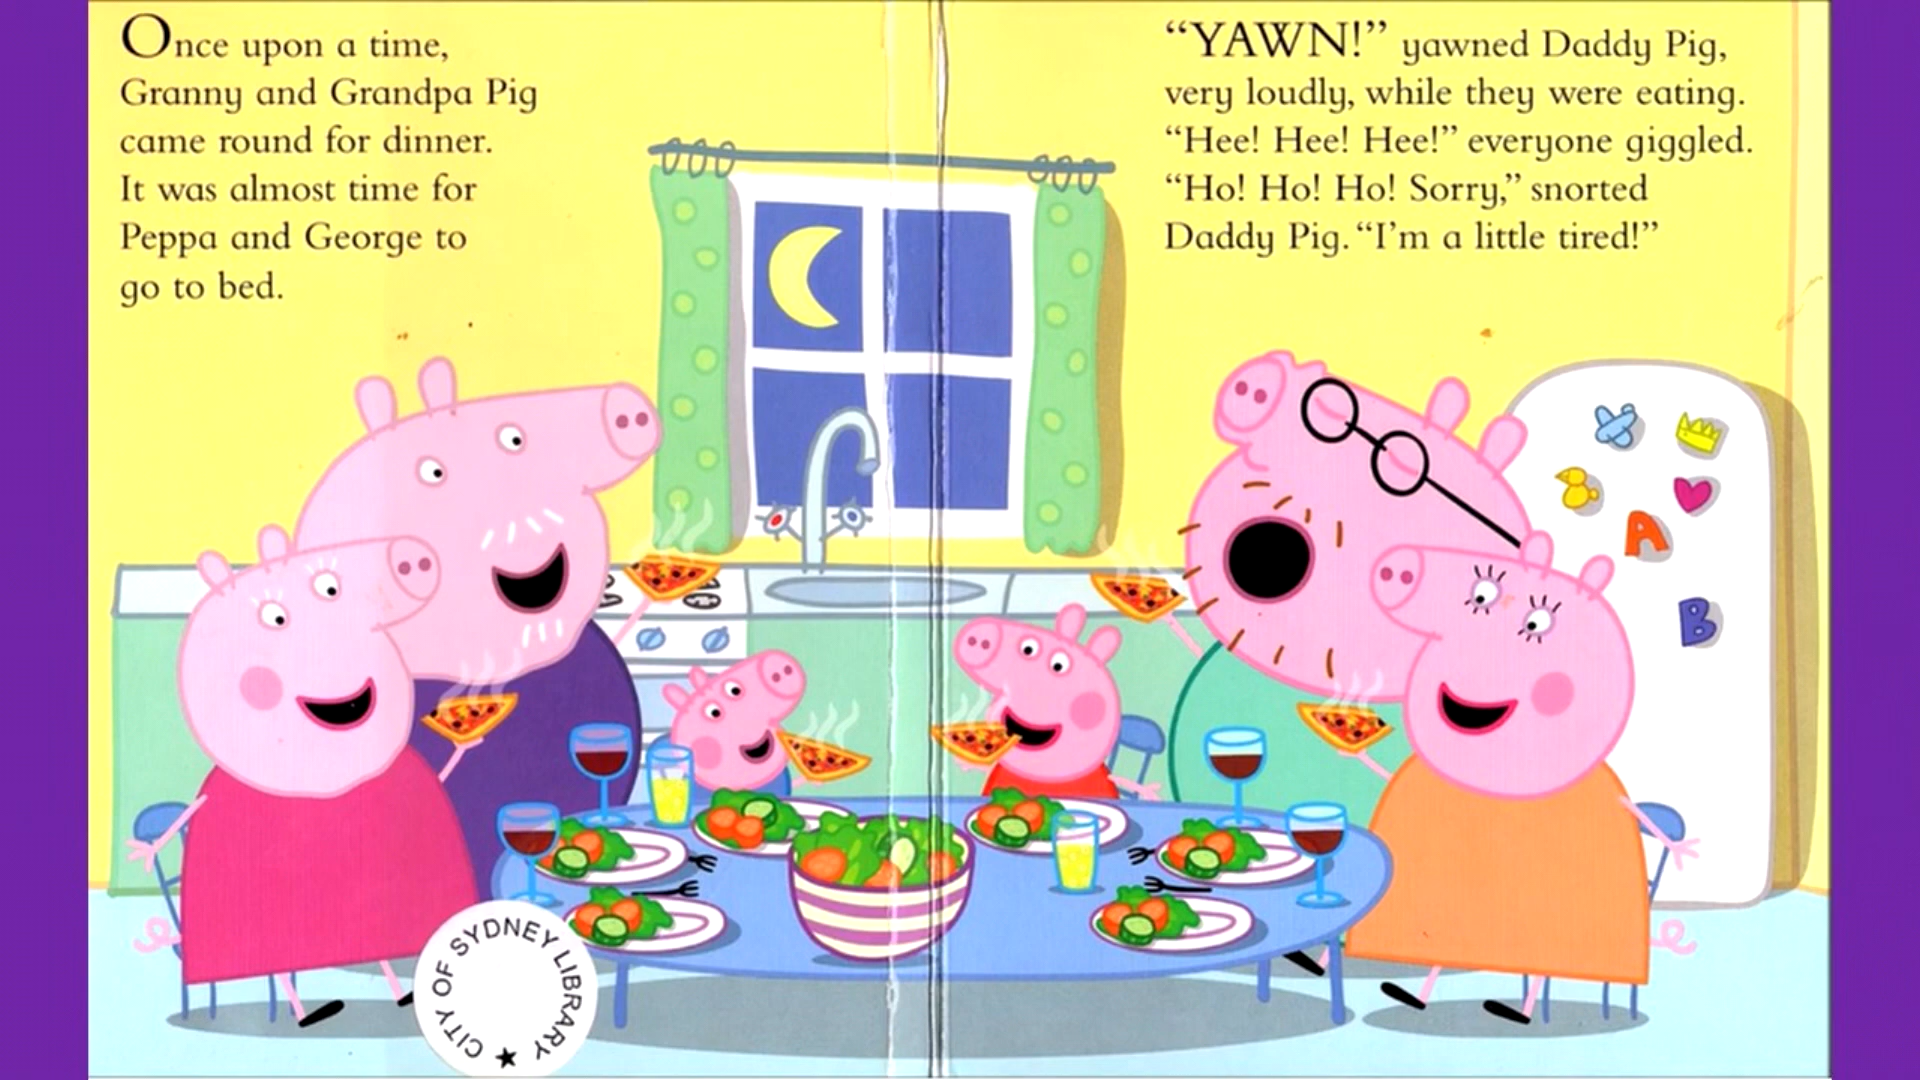 Once upon a time,
Granny and Grandpa Pig
came round for dinner.
It was almost time for
Peppa and George to
go to bed.
“YAWN!” yawned Daddy Pig,
very loudly, while they were eating.
“Hee! Hee! Hee!” everyone giggled.
“Ho! Ho! Ho! Sorry,” snorted
Daddy Pig. “I’m a little tired!”
A
B
CITY OF SYDNEY LIBRARY ★